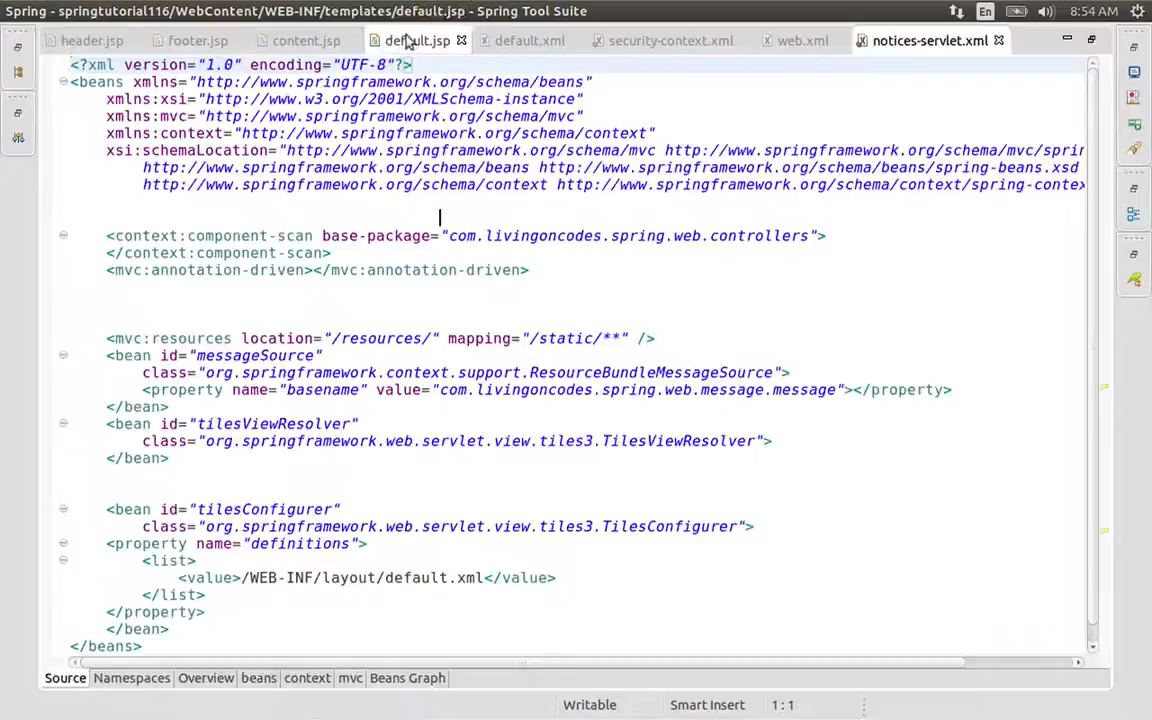 Spring - springtutorial116/WebContent/WEB-INF/templates/default.jsp - Spring Tool Suite
En
8:54 AM
header.jsp
footer.jsp
content.jsp
default.jsp
default.xml
security-context.xml
web.xml
notices-servlet.xml
<?xml version="1.0" encoding="UTF-8"?>
<beans xmlns="http://www.springframework.org/schema/beans"
xmlns:xsi="http://www.w3.org/2001/XMLSchema-instance"
xmlns:mvc="http://www.springframework.org/schema/mvc"
xmlns:context="http://www.springframework.org/schema/context"
xsi:schemaLocation="http://www.springframework.org/schema/mvc http://www.springframework.org/schema/mvc/sprin
http://www.springframework.org/schema/beans http://www.springframework.org/schema/beans/spring-beans.xsd
http://www.springframework.org/schema/context http://www.springframework.org/schema/context/spring-contex
<context:component-scan base-package="com.livingoncodes.spring.web.controllers">
</context:component-scan>
<mvc:annotation-driven></mvc:annotation-driven>
<mvc:resources location="/resources/" mapping="/static/**" />
<bean id="messageSource"
class="org.springframework.context.support.ResourceBundleMessageSource">
<property name="basename" value="com.livingoncodes.spring.web.message.message"></property>
</bean>
<bean id="tilesViewResolver"
class="org.springframework.web.servlet.view.tiles3.TilesViewResolver">
</bean>
<bean id="tilesConfigurer"
class="org.springframework.web.servlet.view.tiles3.TilesConfigurer">
<property name="definitions">
<list>
<value>/WEB-INF/layout/default.xml</value>
</list>
</property>
</bean>
</beans>
Source
Namespaces
Overview
beans
context
mvc
Beans Graph
Writable
Smart Insert
1 : 1